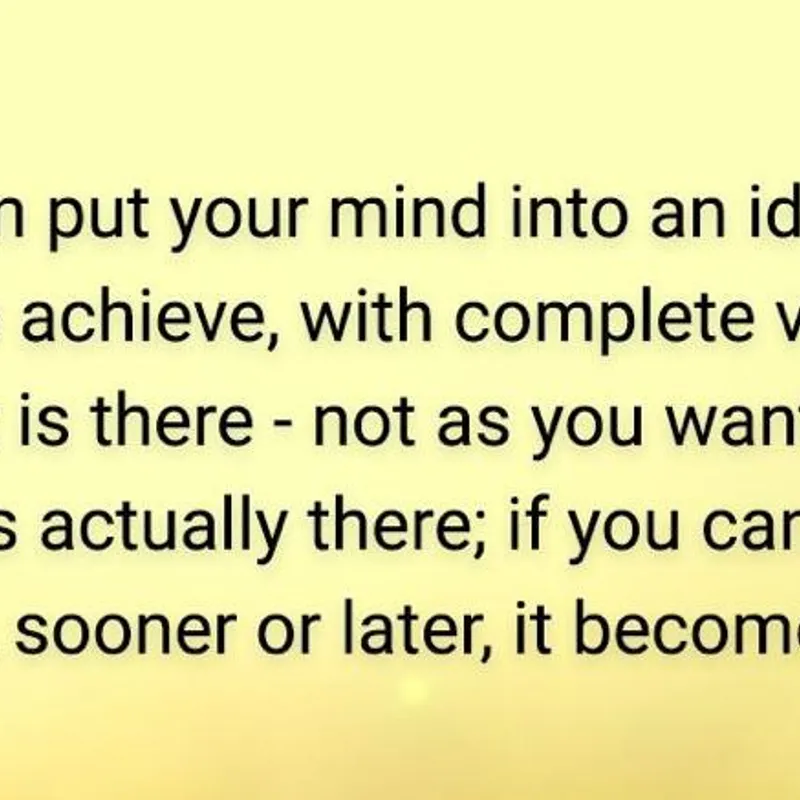 put your mind into an
achieve, with complete
is there - not as you
actually there; if you
sooner or later, it